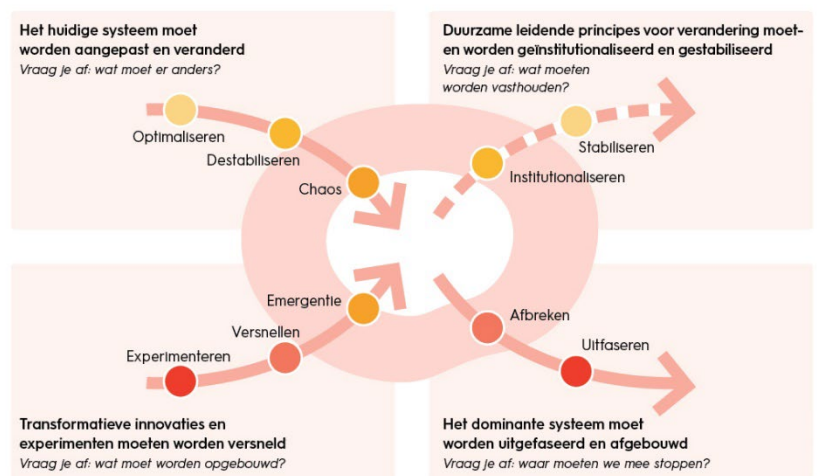 Het huidige systeem moet
worden aangepast en veranderd
Vraag je af: wat moet er anders?
Optimaliseren
Destabiliseren
Chaos
Duurzame leidende principes voor verandering moet-
en worden geïnstitutionaliseerd en gestabiliseerd
Vraag je af: wat moeten
worden vasthouden?
Stabiliseren
Institutionaliseren
Emergentie
Versnellen
Experimenteren
Transformatieve innovaties en
experimenten moeten worden versneld
Vraag je af: wat moet worden opgebouwd?
Afbreken
Uitfaseren
Het dominante systeem moet
worden uitgefaseerd en afgebouwd
Vraag je af: waar moeten we mee stoppen?